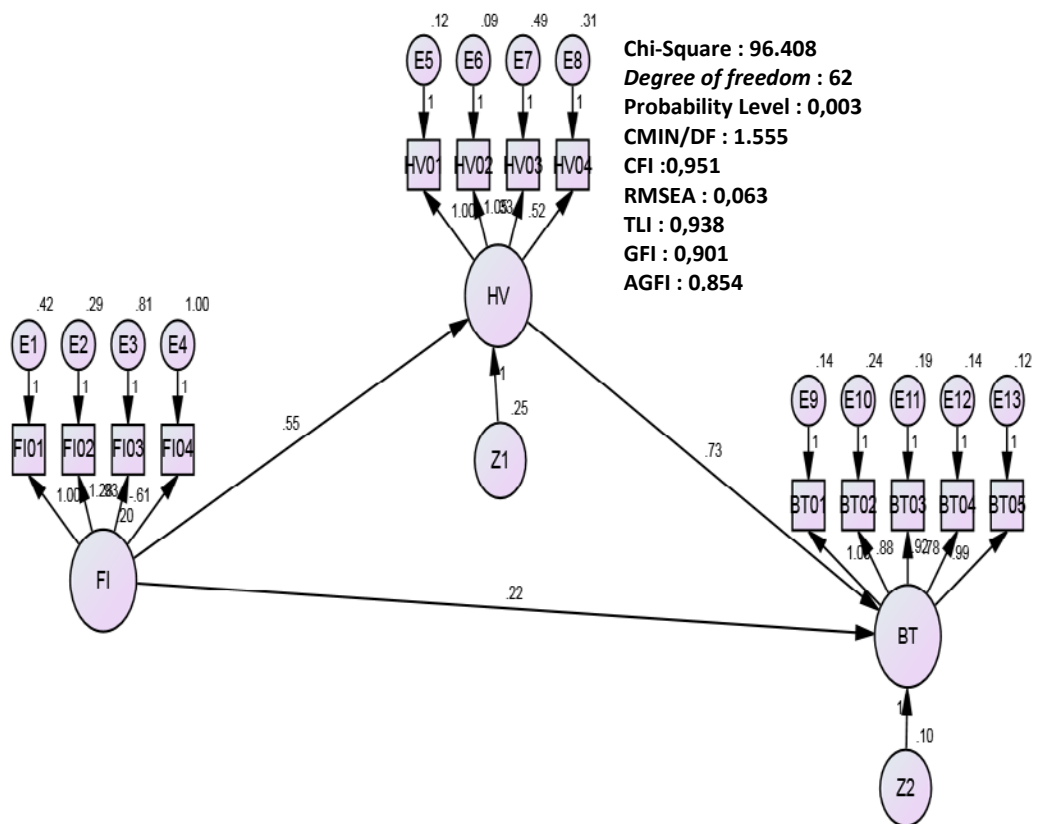 .12 .09 .49 .31
E5 E6 E7 E8
1 1 1 1
HV01 HV02 HV03 HV04
1.00 1.05 .52
HV
Chi-Square : 96.408
Degree of freedom : 62
Probability Level : 0,003
CMIN/DF : 1.555
CFI :0,951
RMSEA : 0,063
TLI : 0,938
GFI : 0,901
AGFI : 0,854
.42 .29 .81 1.00
E1 E2 E3 E4
1 1 1 1
FI01 FI02 FI03 FI04
1.00 -.61
.20
FI
.55
1
.25
Z1
.73
.22
.14 .24 .19 .14 .12
E9 E10 E11 E12 E13
1 1 1 1 1
BT01 BT02 BT03 BT04 BT05
.88 .78 .99
BT
1
.10
Z2